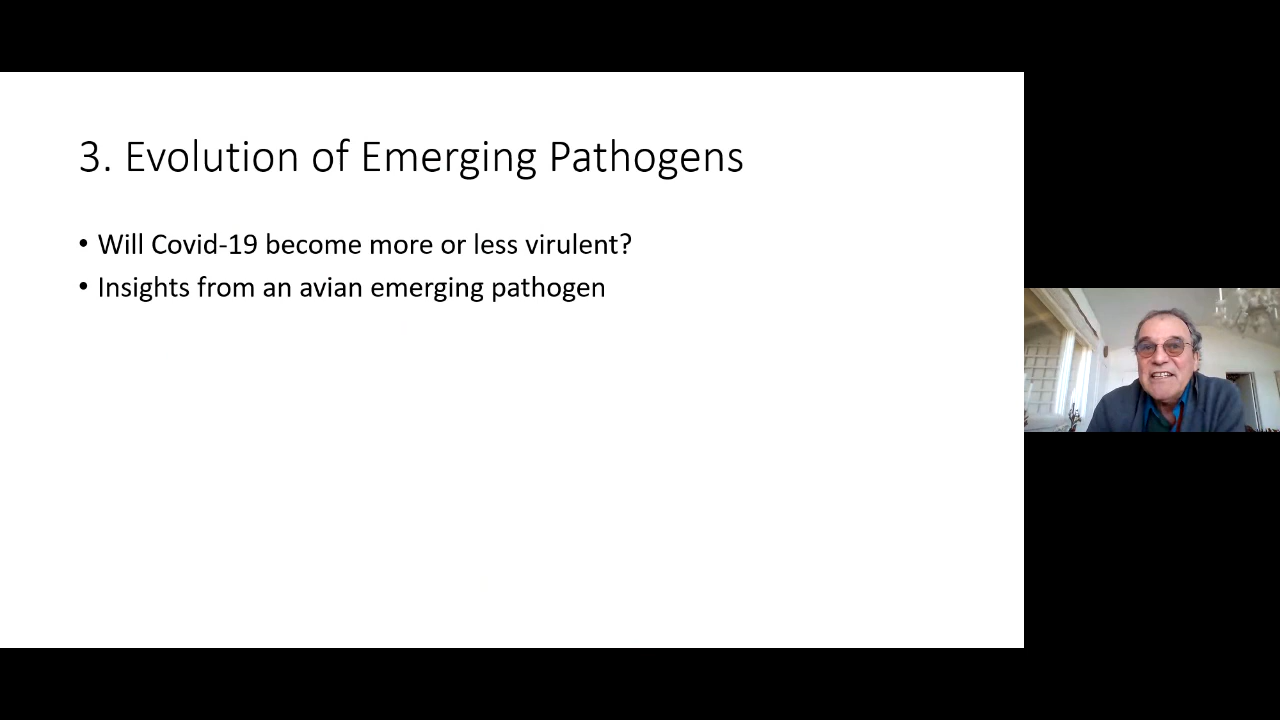 3. Evolution of Emerging Pathogens
• Will Covid-19 become more or less virulent?
• Insights from an avian emerging pathogen